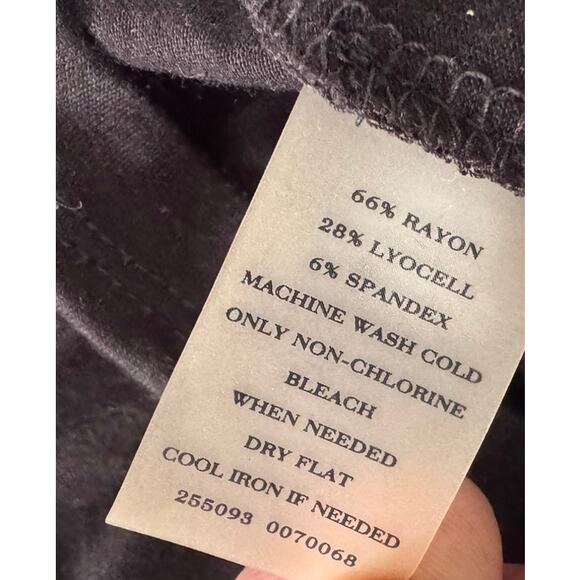 66% RAYON
28% LYOCELL
6% SPANDEX
MACHINE WASH COLD
ONLY NON-CHLORINE
BLEACH
WHEN NEEDED
DRY FLAT
COOL IRON IF NEEDED
255093 0070068